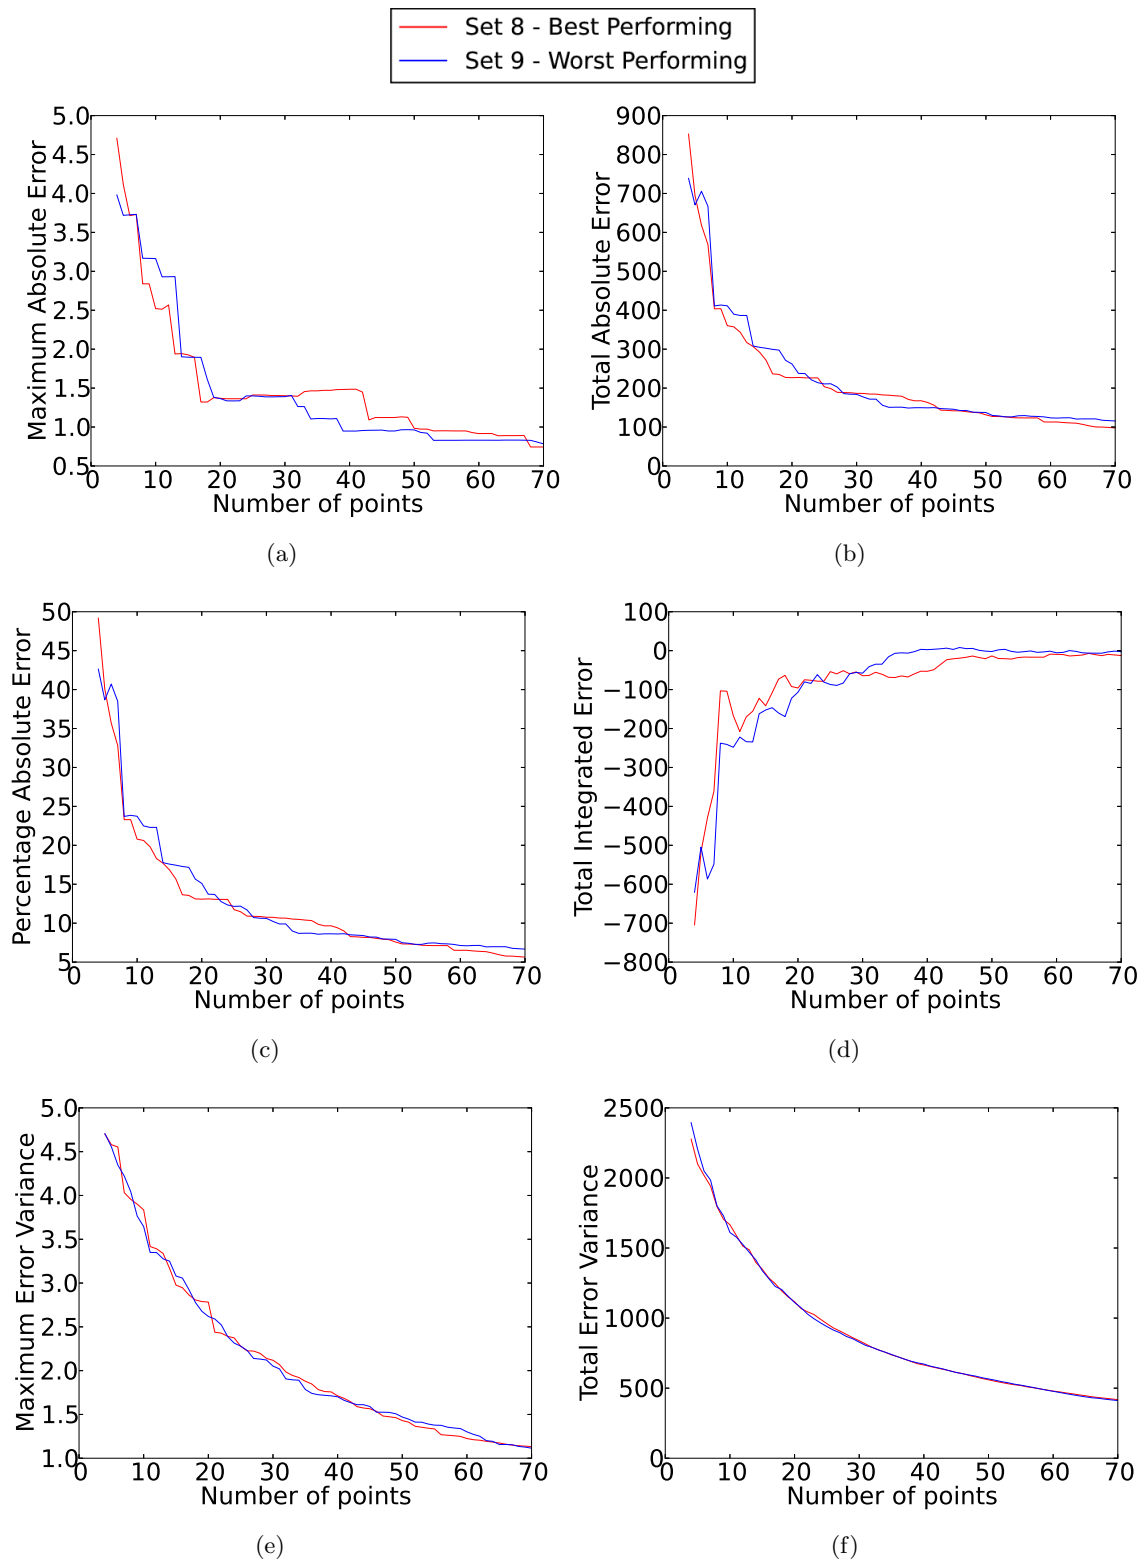 Set 8 - Best Performing
Set 9 - Worst Performing
Maximum Absolute Error
5.0
4.5
4.0
3.5
3.0
2.5
2.0
1.5
1.0
0.5
0 10 20 30 40 50 60 70
Number of points
(a)
Total Absolute Error
900
800
700
600
500
400
300
200
100
0
0 10 20 30 40 50 60 70
Number of points
(b)
Percentage Absolute Error
50
45
40
35
30
25
20
15
10
5
0 10 20 30 40 50 60 70
Number of points
(c)
Total Integrated Error
100
0
−100
−200
−300
−400
−500
−600
−700
−800
0 10 20 30 40 50 60 70
Number of points
(d)
Maximum Error Variance
5.0
4.5
4.0
3.5
3.0
2.5
2.0
1.5
1.0
0 10 20 30 40 50 60 70
Number of points
(e)
Total Error Variance
2500
2000
1500
1000
500
0
0 10 20 30 40 50 60 70
Number of points
(f)